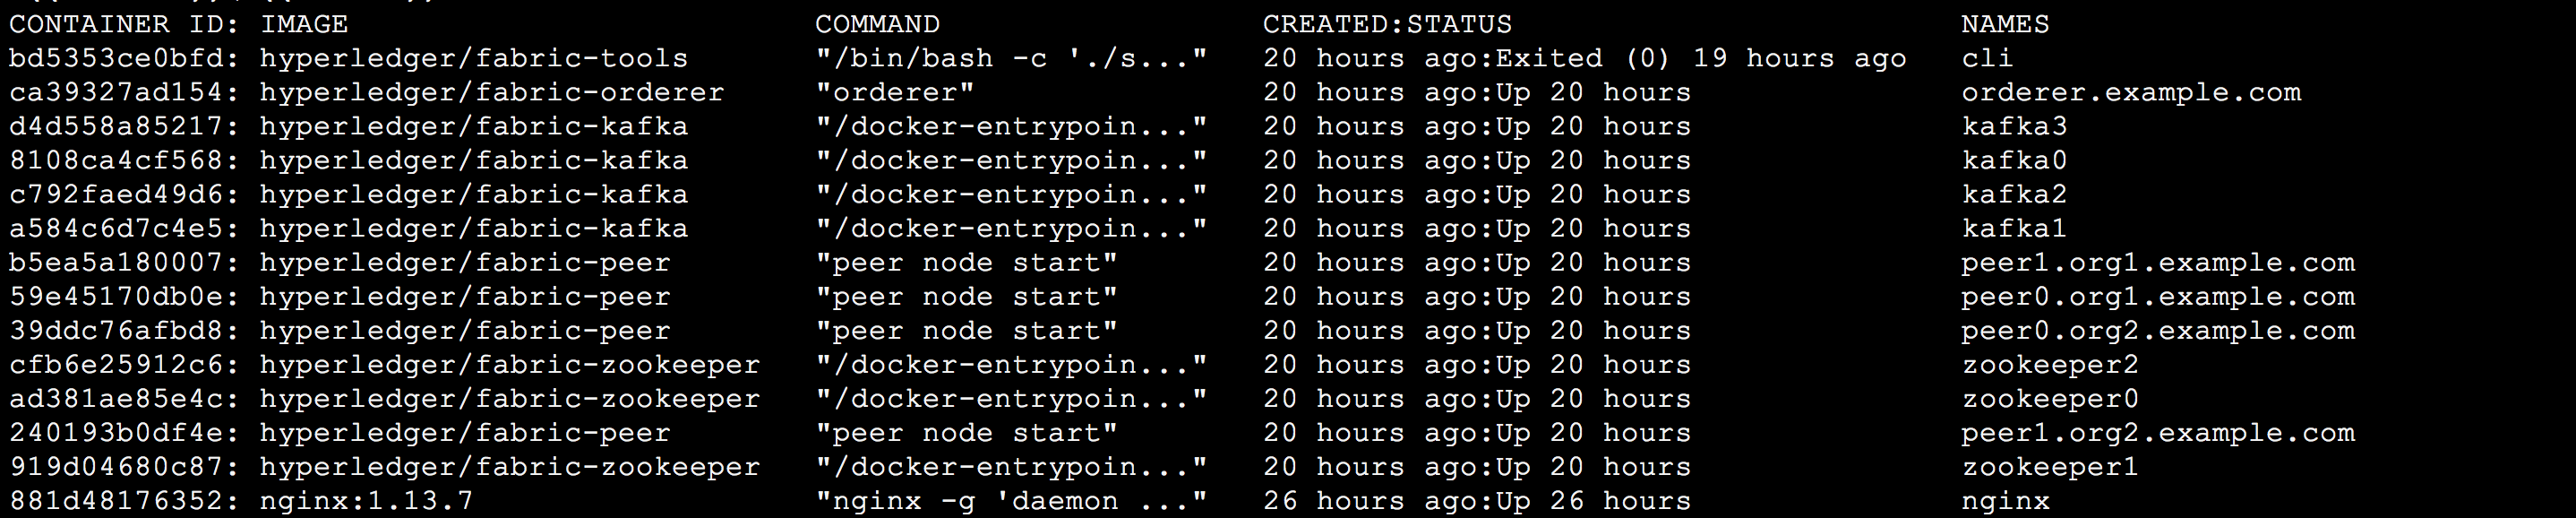 CONTAINER ID: IMAGE COMMAND CREATED:STATUS NAMES
bd5353ce0bfd: hyperledger/fabric-tools "/bin/bash -c './s..." 20 hours ago:Exited (0) 19 hours ago cli
ca39327ad154: hyperledger/fabric-orderer "orderer" 20 hours ago:Up 20 hours orderer.example.com
d4d558a85217: hyperledger/fabric-kafka "/docker-entrypoin..." 20 hours ago:Up 20 hours kafka3
8108ca4cf568: hyperledger/fabric-kafka "/docker-entrypoin..." 20 hours ago:Up 20 hours kafka0
c792faed49d6: hyperledger/fabric-kafka "/docker-entrypoin..." 20 hours ago:Up 20 hours kafka2
a584c6d7c4e5: hyperledger/fabric-kafka "/docker-entrypoin..." 20 hours ago:Up 20 hours kafka1
b5ea5a180007: hyperledger/fabric-peer "peer node start" 20 hours ago:Up 20 hours peer1.org1.example.com
59e45170db0e: hyperledger/fabric-peer "peer node start" 20 hours ago:Up 20 hours peer0.org1.example.com
39ddc76afbd8: hyperledger/fabric-peer "peer node start" 20 hours ago:Up 20 hours peer0.org2.example.com
cfb6e25912c6: hyperledger/fabric-zookeeper "/docker-entrypoin..." 20 hours ago:Up 20 hours zookeeper2
ad381ae85e4c: hyperledger/fabric-zookeeper "/docker-entrypoin..." 20 hours ago:Up 20 hours zookeeper0
240193b0df4e: hyperledger/fabric-peer "peer node start" 20 hours ago:Up 20 hours peer1.org2.example.com
919d04680c87: hyperledger/fabric-zookeeper "/docker-entrypoin..." 20 hours ago:Up 20 hours zookeeper1
881d48176352: nginx:1.13.7 "nginx -g 'daemon ..." 26 hours ago:Up 26 hours nginx